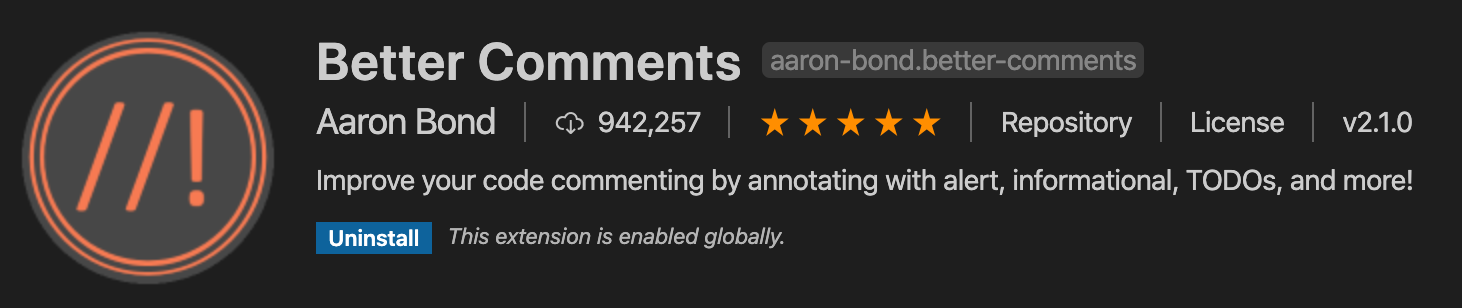 //!
Better Comments aaron-bond.better-comments
Aaron Bond | 942,257 | ★★★★★ | Repository | License | v2.1.0
Improve your code commenting by annotating with alert, informational, TODOs, and more!
Uninstall This extension is enabled globally.